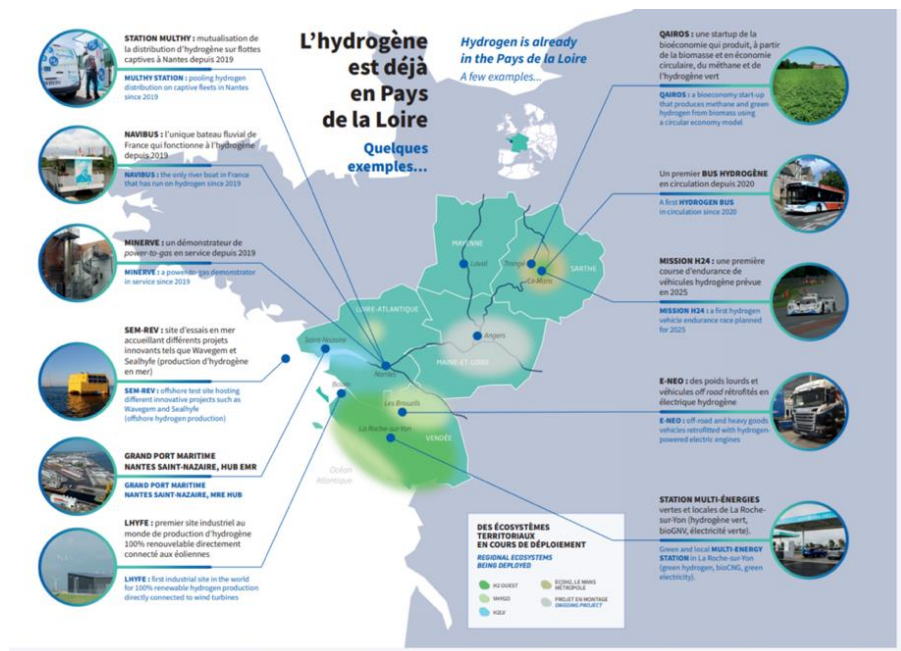 L'hydrogène
est déjà
en Pays
de la Loire
Quelques
exemples...
Hydrogen is already
in the Pays de la Loire
A few examples...
STATION MULTHY : mutualisation de
la distribution d'hydrogène sur flottes
captives à Nantes depuis 2019
MULTHY STATION : pooling hydrogen
distribution on captive fleets in Nantes
since 2019
NAVIBUS : l'unique bateau fluvial de
France qui fonctionne à l'hydrogène
depuis 2019
NAVIBUS : the only river boat in France
that has run on hydrogen since 2019
MINERVE : un démonstrateur de
power-to-gas en service depuis 2019
MINERVE : a power-to-gas demonstrator
in service since 2019
SEM-REV : site d'essais en mer
accueillant différents projets
innovants tels que Wavegem et
Sealhyfe (production d'hydrogène
en mer)
SEM-REV : offshore test site hosting
different innovative projects such as
Wavegem and Sealhyfe
(offshore hydrogen production)
GRAND PORT MARITIME
NANTES SAINT-NAZAIRE, HUB EMR
GRAND PORT MARITIME
NANTES SAINT-NAZAIRE, MRE HUB
LHYFE : premier site industriel au
monde de production d'hydrogène
100% renouvelable directement
connecté aux éoliennes
LHYFE : first industrial site in the world
for 100% renewable hydrogen production
directly connected to wind turbines
QAIROS : une startup de la
bioéconomie qui produit, à partir
de la biomasse et en économie
circulaire, du méthane et de
l'hydrogène vert
QAIROS : a bioeconomy start-up
that produces methane and green
hydrogen from biomass using
a circular economy model
Un premier BUS HYDROGÈNE
en circulation depuis 2020
A first HYDROGEN BUS
in circulation since 2020
MISSION H24 : une première
course d'endurance de
véhicules hydrogène prévue
en 2025
MISSION H24 : a first hydrogen
vehicle endurance race planned
for 2025
E-NEO : des poids lourds et
véhicules off road rétrofités en
électrique hydrogène
E-NEO : off-road and heavy goods
vehicles retrofitted with hydrogen-
powered electric engines
STATION MULTI-ÉNERGIES
vertes et locales de La Roche-
sur-Yon (hydrogène vert,
bioGNV, électricité verte).
Green and local MULTI-ENERGY
STATION in La Roche-sur-Yon
(green hydrogen, bioCNG, green
electricity).
MAYENNE
Laval
Trangé
Le Mans
SARTHE
LOIRE-ATLANTIQUE
Saint-Nazaire
Angers
MAINE-ET-LOIRE
Nantes
Bouin
Les Brouzils
La Roche-sur-Yon
VENDÉE
Océan
Atlantique
DES ÉCOSYSTÈMES
TERRITORIAUX
EN COURS DE DÉPLOIEMENT
REGIONAL ECOSYSTEMS
BEING DEPLOYED
H2 OUEST
VHYGO
H2LV
ECOH2, LE MANS
MÉTROPOLE
PROJET EN MONTAGE
ONGOING PROJECT